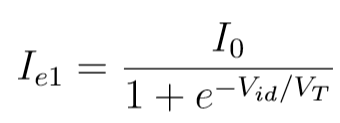 I_{e1} = \frac{I_0}{1 + e^{-V_{id}/V_T}}